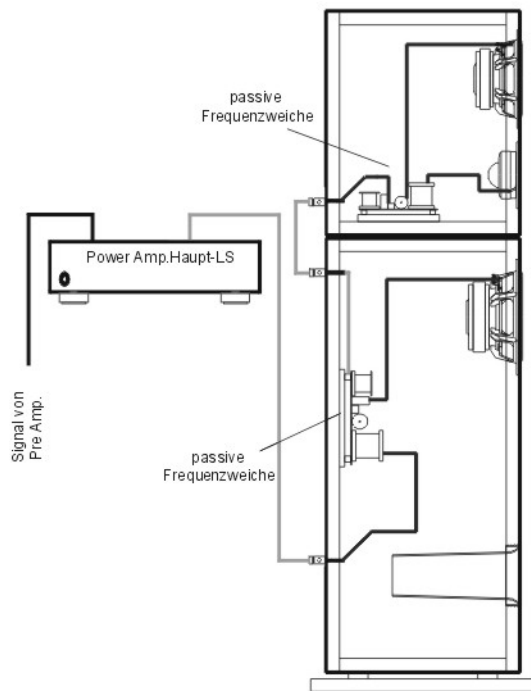 passive
Frequenzweiche
Power Amp.Haupt-LS
Signal von
Pre Amp.
passive
Frequenzweiche